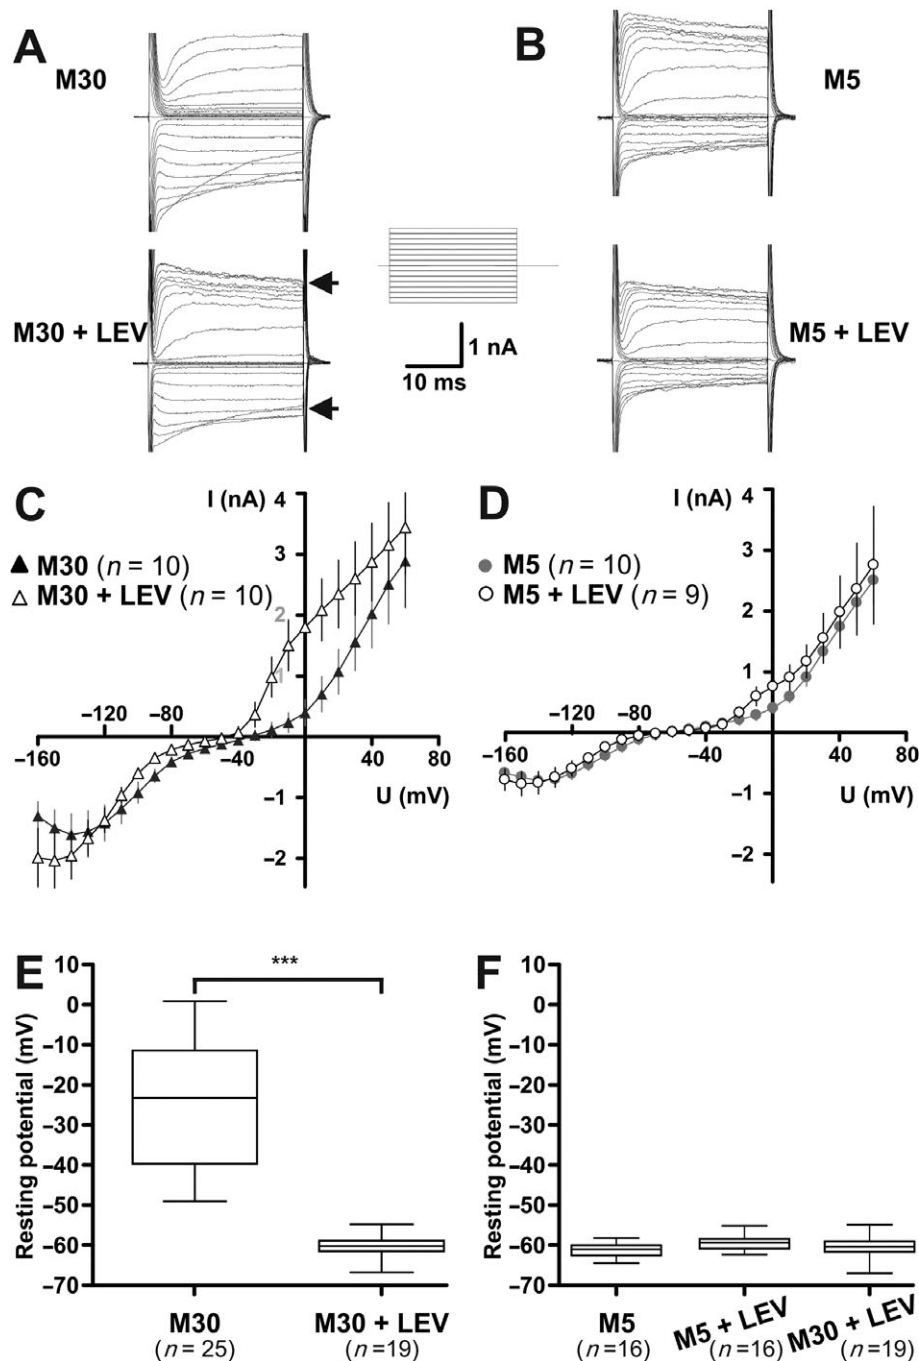 A
M30
B
M5
M30 + LEV
1 nA
10 ms
M5 + LEV
C
I (nA)
4
▲ M30 (n = 10)
△ M30 + LEV (n = 10)
3
2
1
−120
−80
−160
−40
40
80
U (mV)
−1
−2
D
I (nA)
4
M5 (n = 10)
M5 + LEV (n = 9)
3
2
1
−120
−80
−160
−40
0
40
80
U (mV)
−1
−2
E
Resting potential (mV)
10
0
−10
−20
−30
−40
−50
−60
−70
***
M30
(n = 25)
M30 + LEV
(n = 19)
F
Resting potential (mV)
10
0
−10
−20
−30
−40
−50
−60
−70
M5
(n = 16)
M5 + LEV
(n = 16)
M30 + LEV
(n = 19)